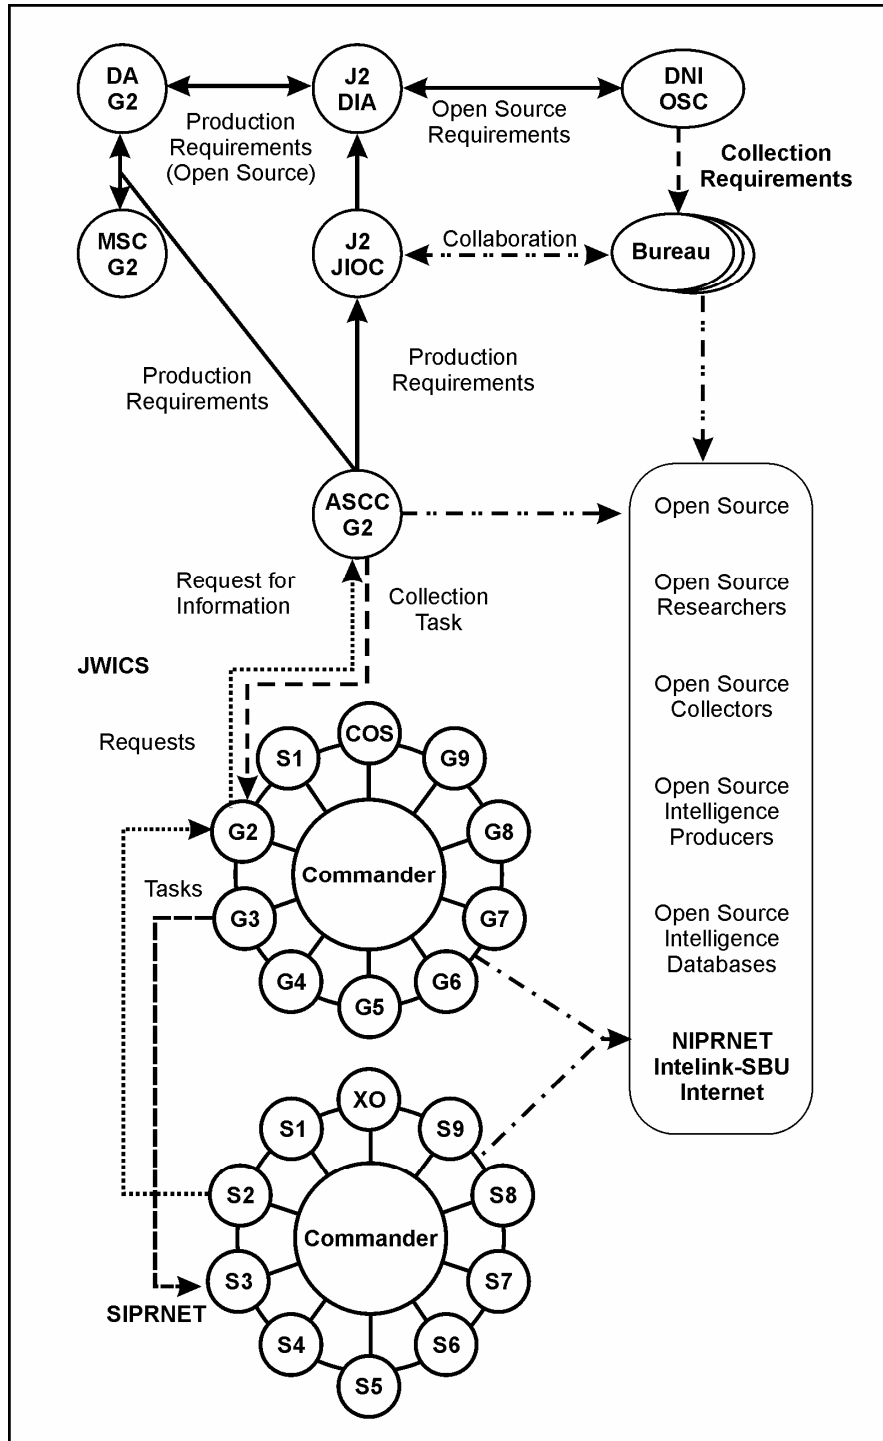 DA
G2
J2
DIA
DNI
OSC
Production
Requirements
(Open Source)
Open Source
Requirements
Collection
Requirements
MSC
G2
J2
JIOC
Collaboration
Bureau
Production
Requirements
Production
Requirements
ASCC
G2
Open Source
Request for
Information
Collection
Task
Open Source
Researchers
JWICS
Open Source
Collectors
Requests
COS
S1
G9
G2
G8
Commander
Open Source
Intelligence
Producers
Tasks
G3
G7
G4
G6
G5
Open Source
Intelligence
Databases
NIPRNET
Intelink-SBU
Internet
XO
S1
S9
S2
S8
Commander
S3
S7
SIPRNET
S4
S6
S5